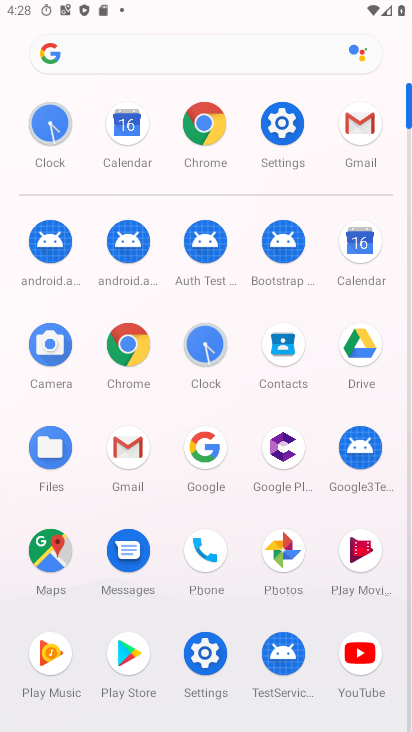 4:28
G
16
Clock Calendar Chrome Settings Gmail
16
android.a... android.a... Auth Test ... Bootstrap ... Calendar
Camera Chrome Clock Contacts Drive
Files Gmail Google Google Pl... Google3Te...
G
Maps Messages Phone Photos Play Movi...
Play Music Play Store Settings TestServic... YouTube